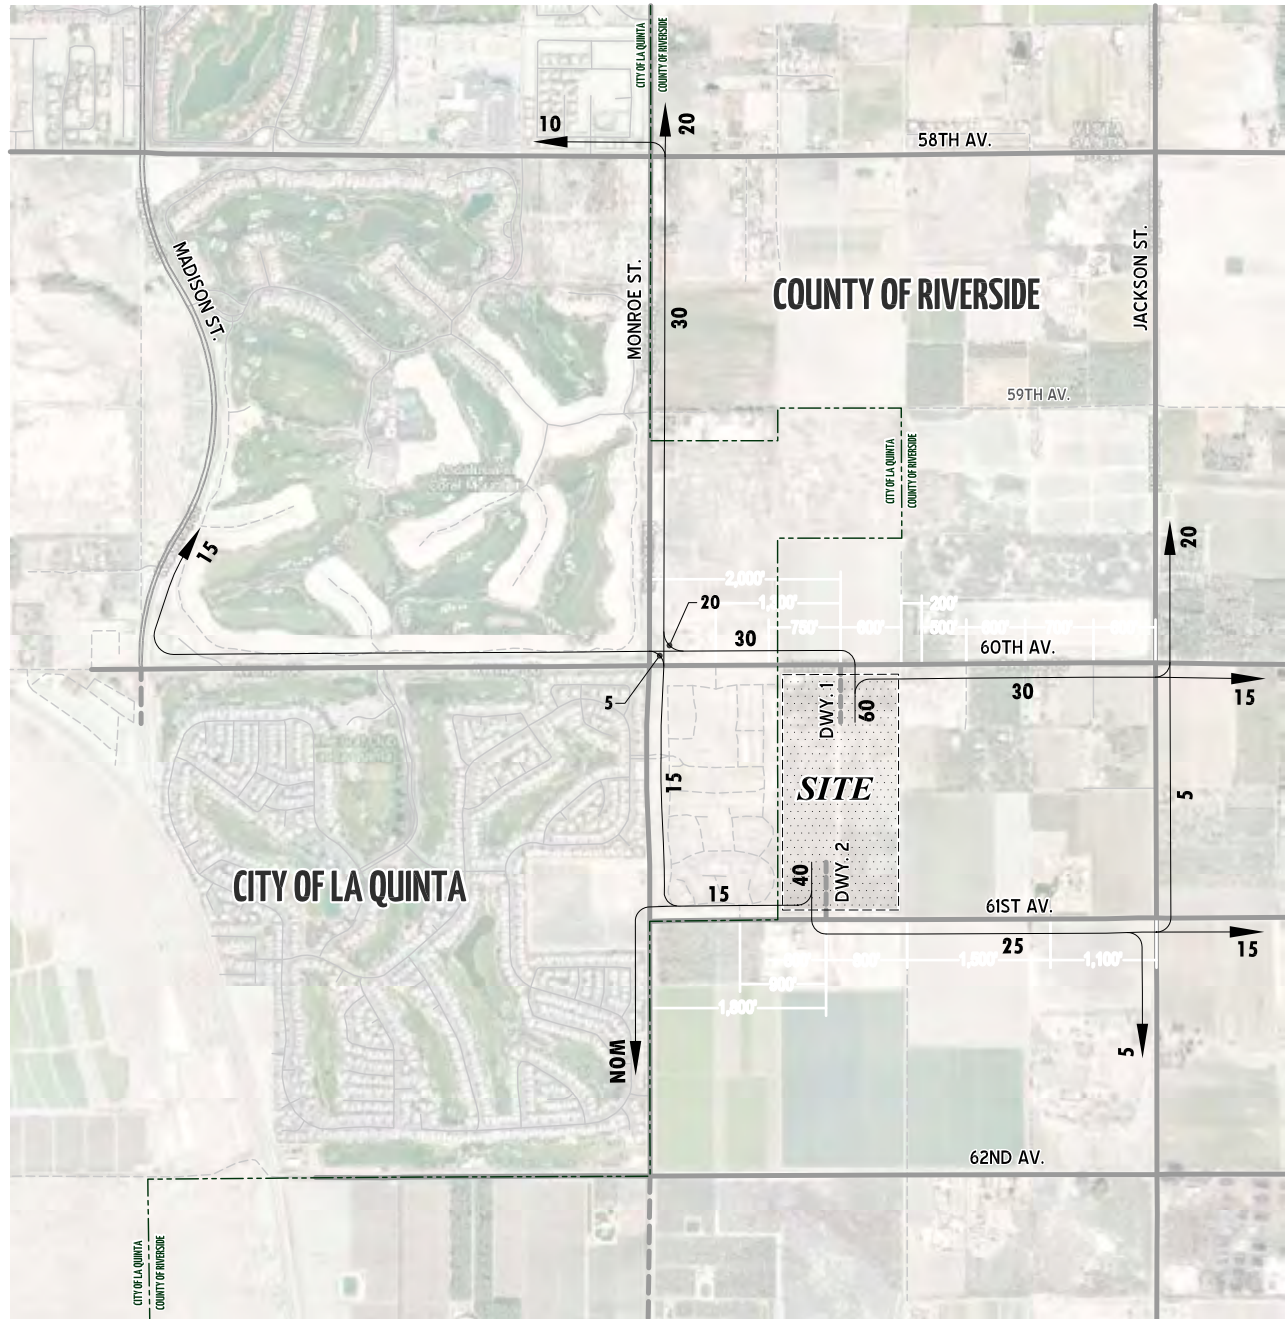 CITY OF LA QUINTA
COUNTY OF RIVERSIDE
10
20
58TH AV.
MADISON ST.
MONROE ST.
30
COUNTY OF RIVERSIDE
JACKSON ST.
59TH AV.
CITY OF LA QUINTA
COUNTY OF RIVERSIDE
15
20
2,000'
20
200'
30
60TH AV.
5
DWY. 1
60
30
15
15
SITE
5
CITY OF LA QUINTA
15
40
DWY. 2
61ST AV.
25
15
1,100'
1,800'
NOM
5
62ND AV.
CITY OF LA QUINTA
COUNTY OF RIVERSIDE